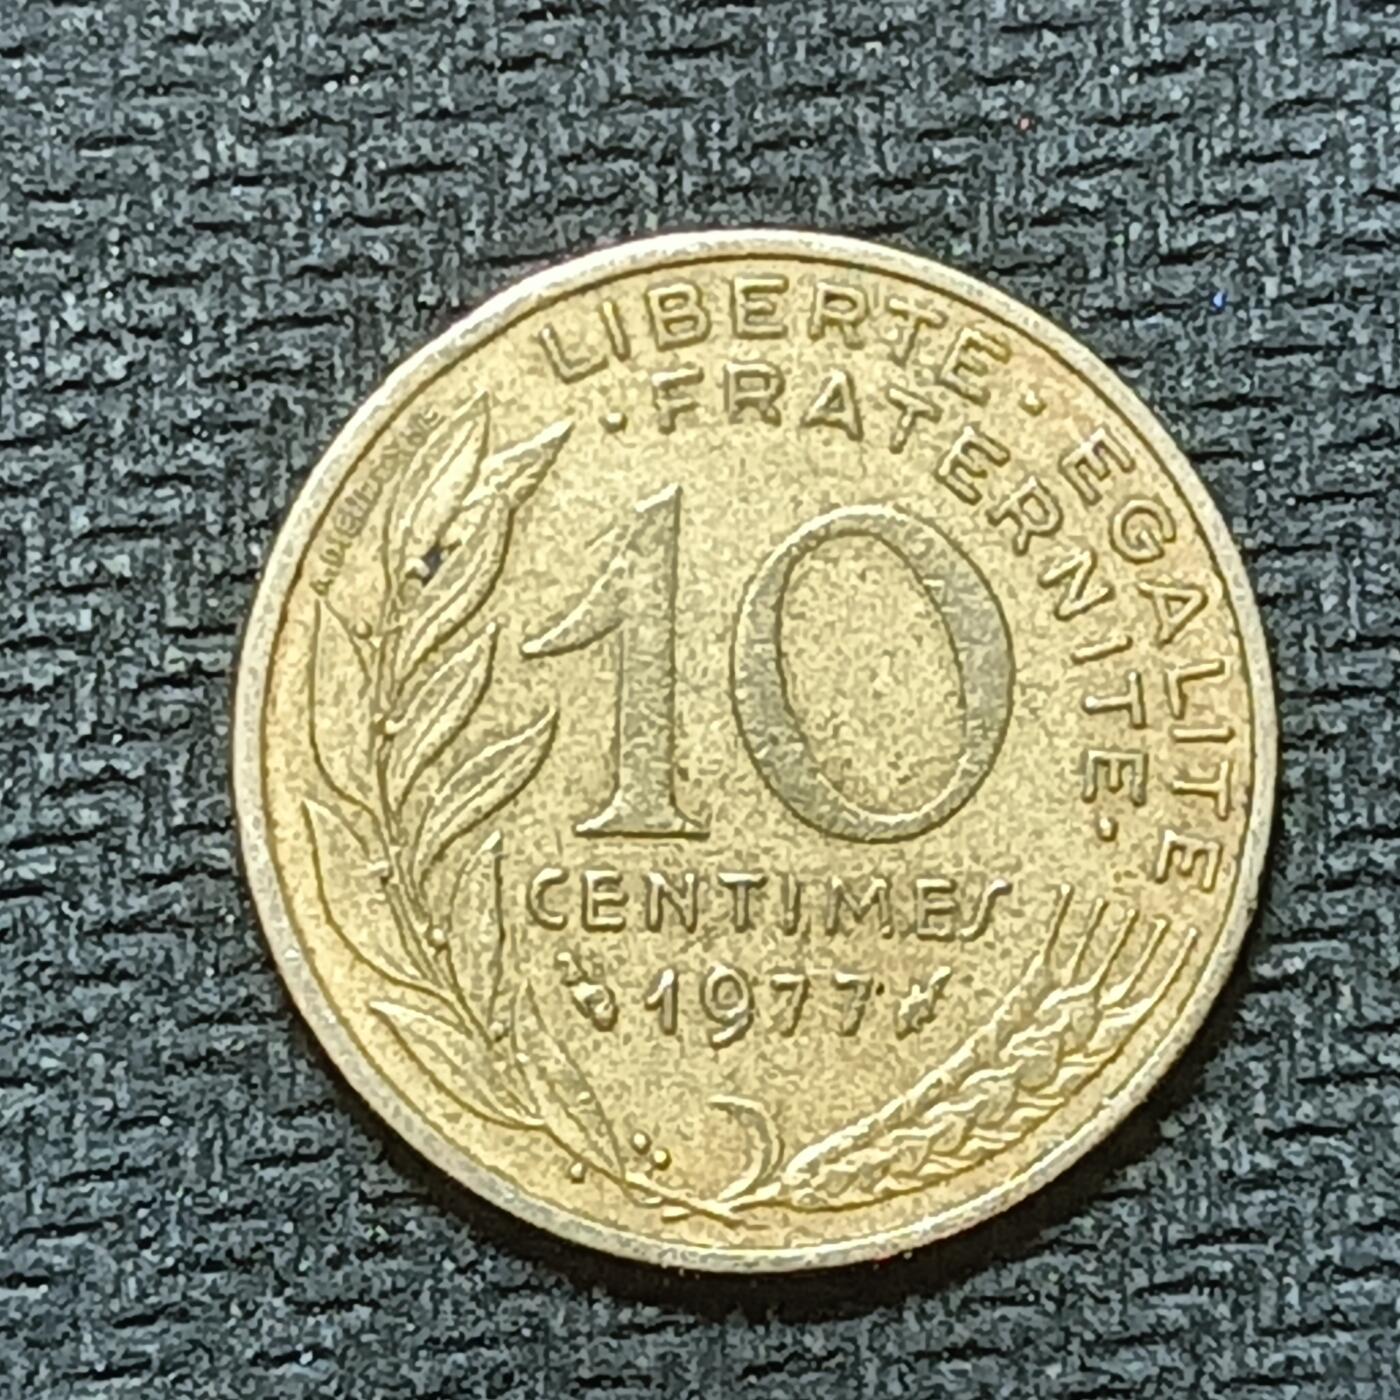 LIBERTE · EGALITE
· FRATERNITE ·
10
CENTIMES
1977